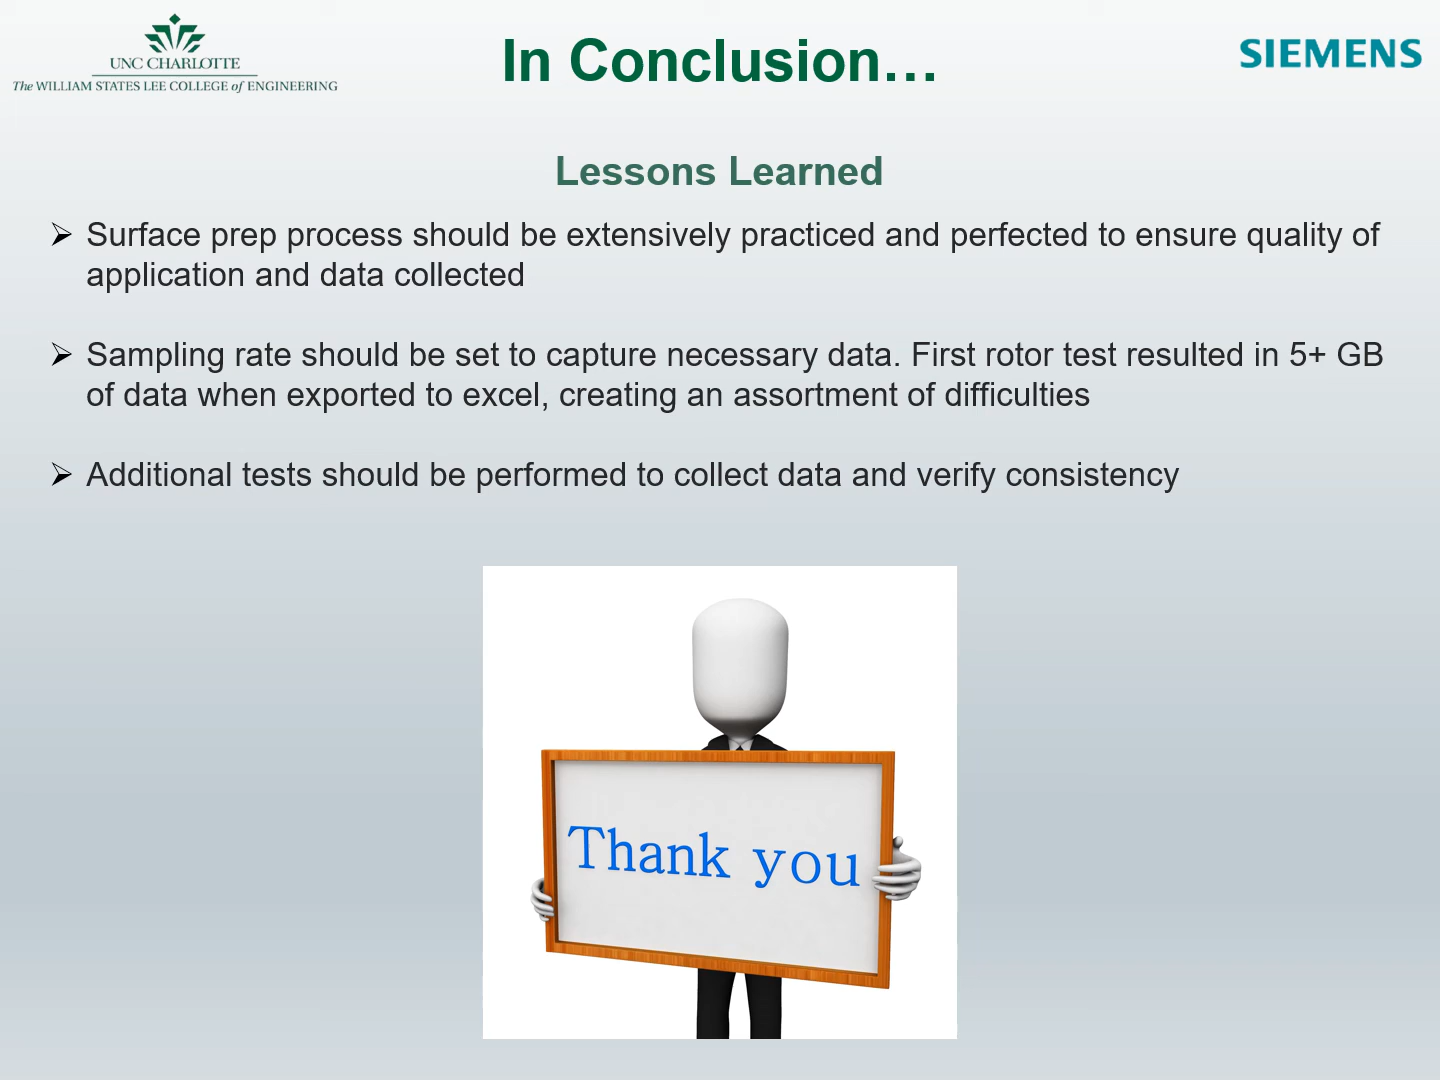 UNC CHARLOTTE
The WILLIAM STATES LEE COLLEGE of ENGINEERING
In Conclusion…
SIEMENS
Lessons Learned
➢ Surface prep process should be extensively practiced and perfected to ensure quality of
application and data collected
➢ Sampling rate should be set to capture necessary data. First rotor test resulted in 5+ GB
of data when exported to excel, creating an assortment of difficulties
➢ Additional tests should be performed to collect data and verify consistency
Thank you